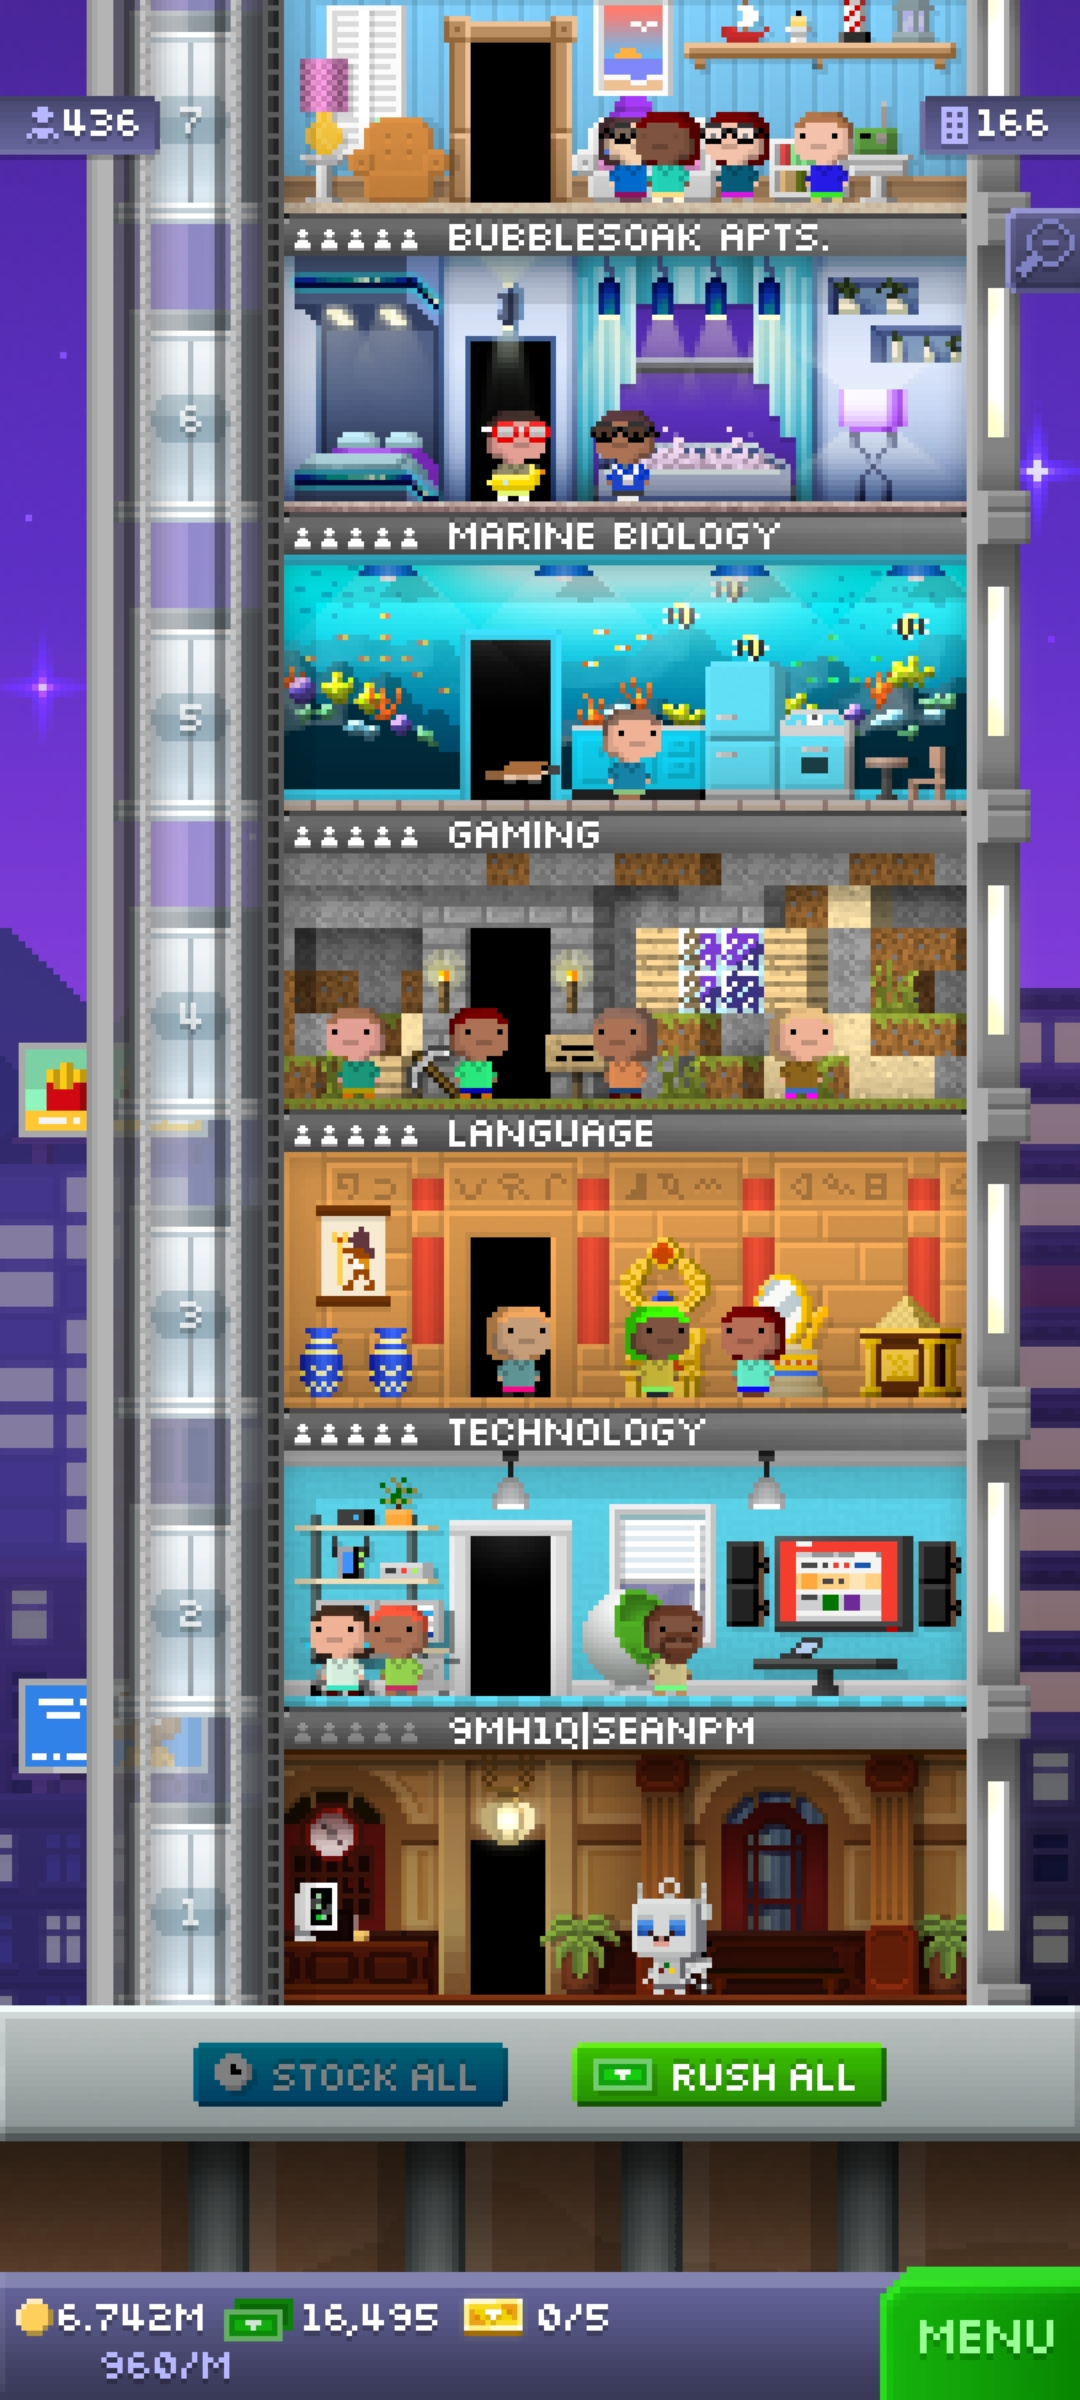 436
7
166
BUBBLESOAK APTS.
6
MARINE BIOLOGY
5
GAMING
4
LANGUAGE
3
TECHNOLOGY
2
9MH1Q|SEANPM
1
STOCK ALL
RUSH ALL
6.742M 16,495 0/5
960/M
MENU